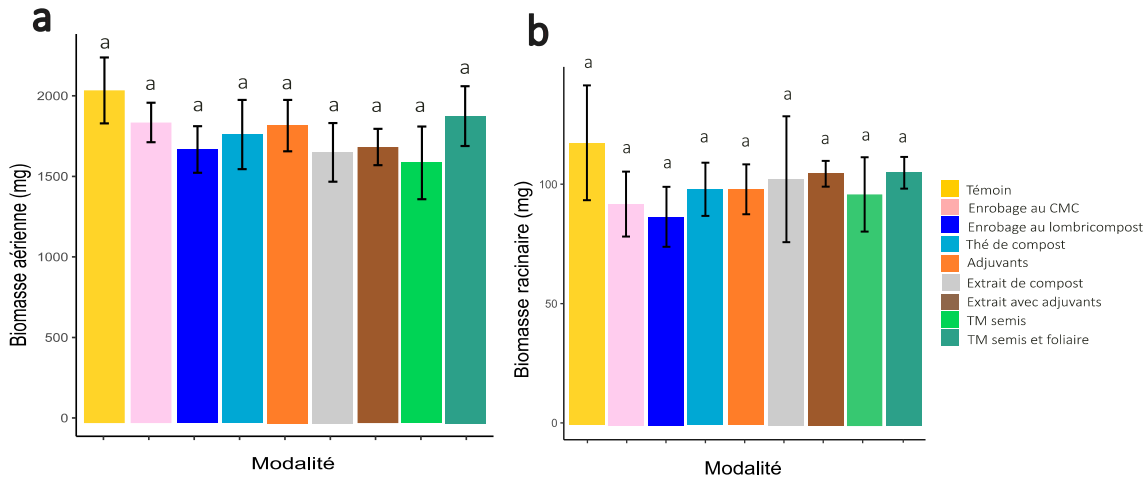 a
a
a
a
a
a
a
a
a
a
2000
1500
1000
500
0
Biomasse aérienne (mg)
Modalité
b
a
a
a
a
a
a
a
a
a
100
50
0
Biomasse racinaire (mg)
Modalité
Témoin
Enrobage au CMC
Enrobage au lombricompost
Thé de compost
Adjuvants
Extrait de compost
Extrait avec adjuvants
TM semis
TM semis et foliaire